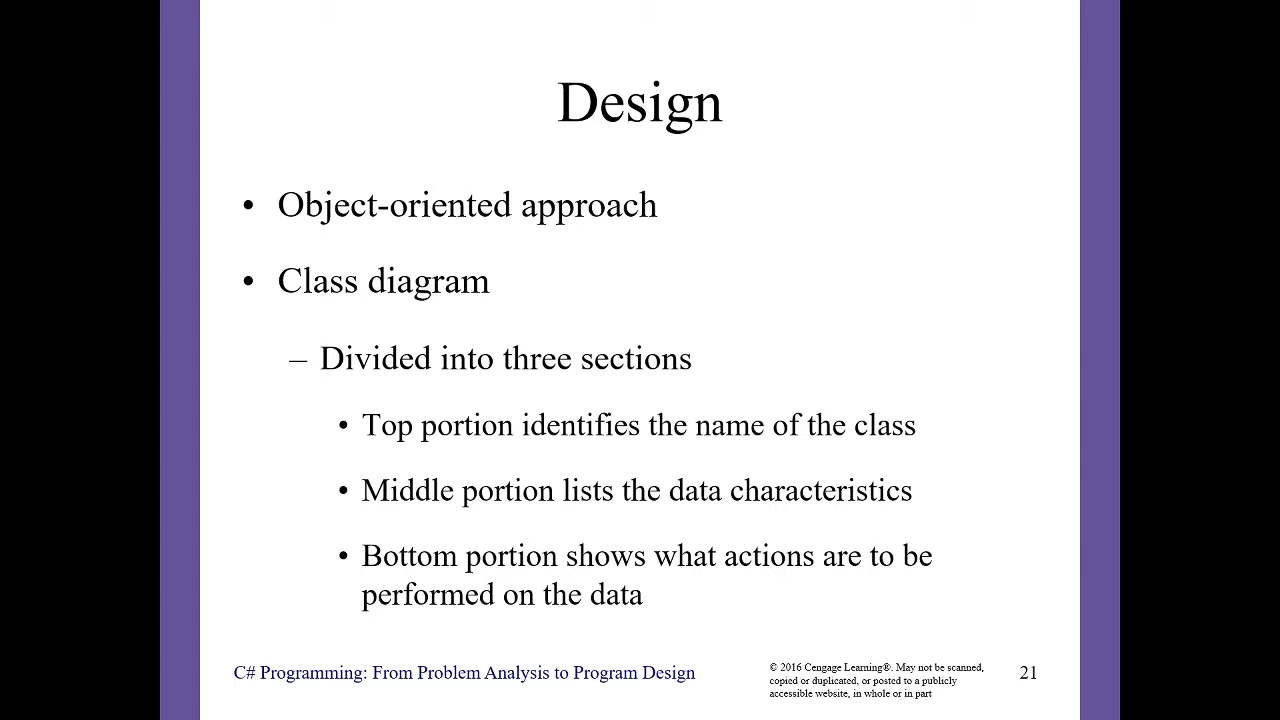 Design
• Object-oriented approach
• Class diagram
– Divided into three sections
• Top portion identifies the name of the class
• Middle portion lists the data characteristics
• Bottom portion shows what actions are to be
performed on the data
C# Programming: From Problem Analysis to Program Design
© 2016 Cengage Learning®. May not be scanned,
copied or duplicated, or posted to a publicly
accessible website, in whole or in part
21